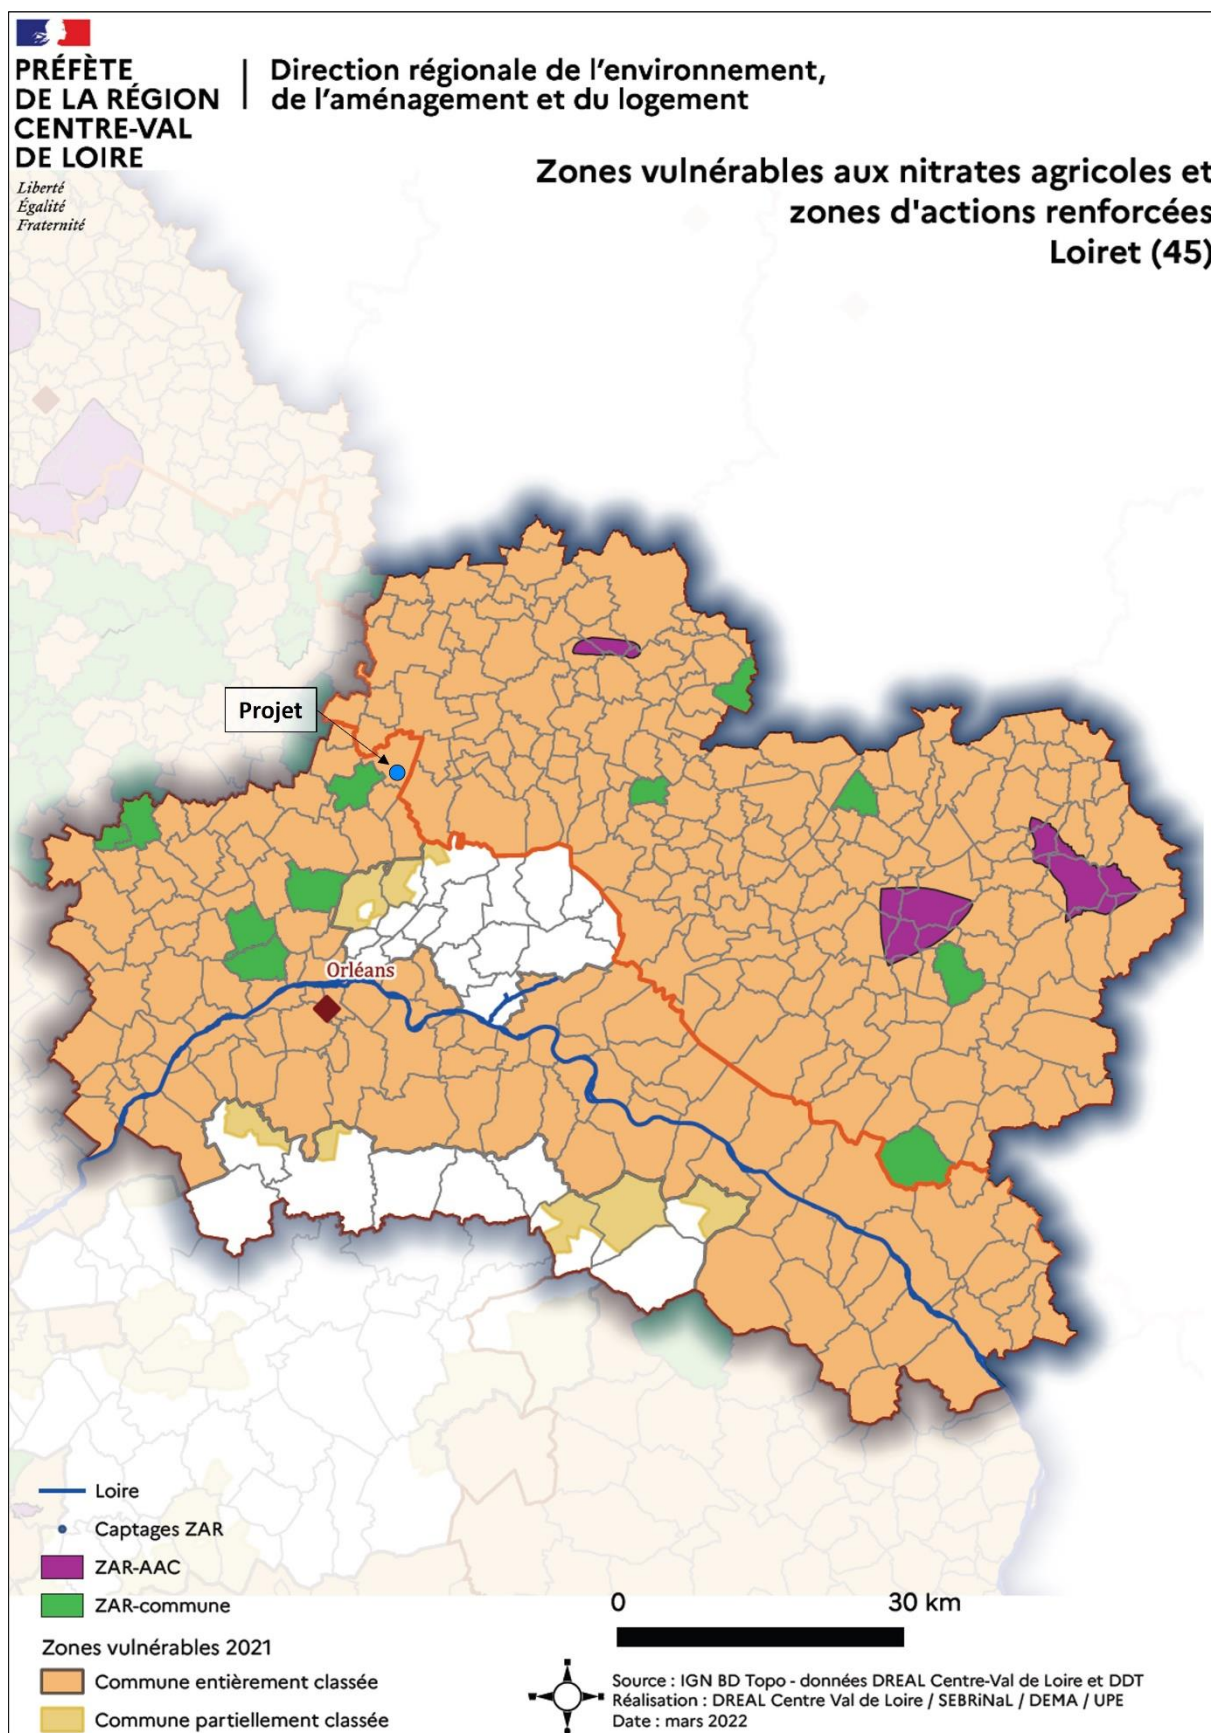 PRÉFÈTE
DE LA RÉGION
CENTRE-VAL
DE LOIRE
Liberté
Égalité
Fraternité
Direction régionale de l’environnement,
de l’aménagement et du logement
Zones vulnérables aux nitrates agricoles et
zones d'actions renforcées
Loiret (45)
Projet
Orléans
Loire
Captages ZAR
ZAR-AAC
ZAR-commune
Zones vulnérables 2021
Commune entièrement classée
Commune partiellement classée
0 30 km
Source : IGN BD Topo - données DREAL Centre-Val de Loire et DDT
Réalisation : DREAL Centre Val de Loire / SEBRiNaL / DEMA / UPE
Date : mars 2022